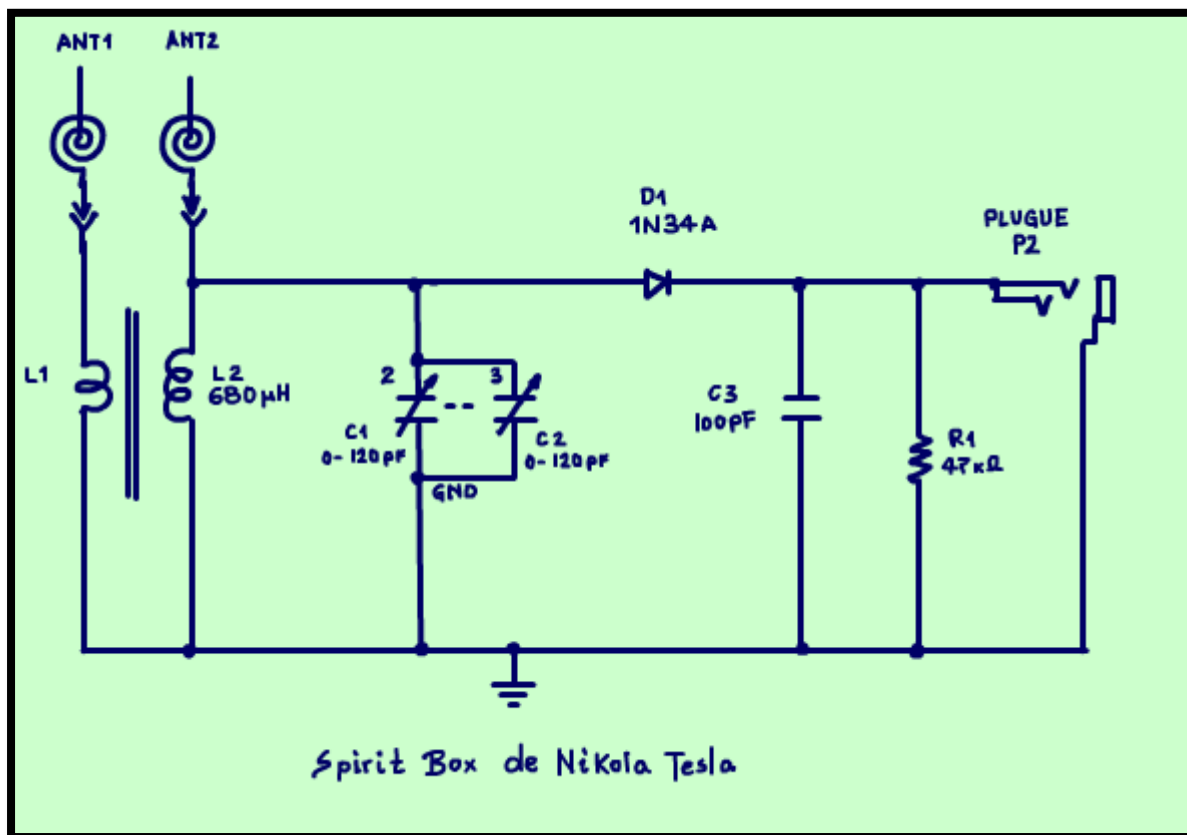 ANT1
ANT2
D1
1N34A
PLUGUE
P2
L1
L2
680µH
2
3
C1
0-120pF
C2
0-120pF
GND
C3
100pF
R1
47KΩ
Spirit Box de Nikola Tesla